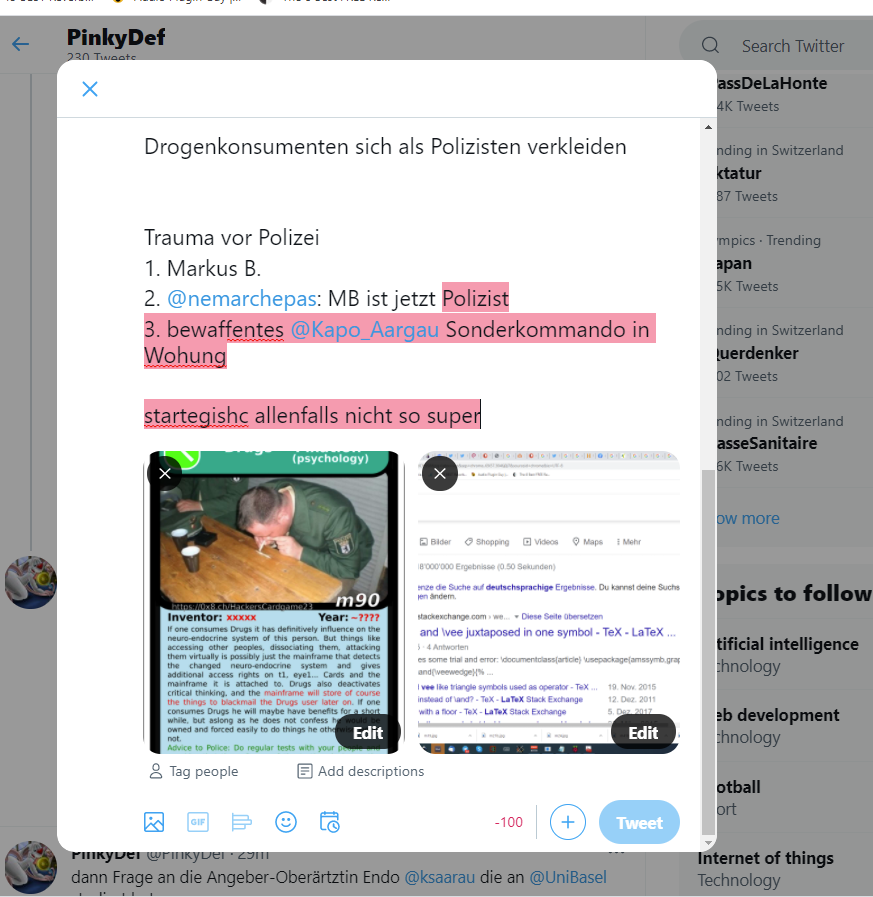 PinkyDef
230 Tweets
Search Twitter
Drogenkonsumenten sich als Polizisten verkleiden
Trauma vor Polizei
1. Markus B.
2. @nemarchepas: MB ist jetzt Polizist
3. bewaffentes @Kapo_Aargau Sonderkommando in
Wohung
startegishc allenfalls nicht so super
(psychology)
m90
https://0x8.ch/HackersCardgame23
Inventor: xxxxx Year: ~????
If one consumes Drugs it has definitively influence on the
neuro-endocrine system of this person. But things like
accessing other peoples, dissociating them, attacking
them virtually is possibly just the mainframe that detects
the changed neuro-endocrine system and gives
additional access rights on t1, eye1... Cards and the
mainframe it is attached to. Drugs also deactivates
critical thinking, and the mainframe will store of course
the things to blackmail the Drugs user later on. If one
consumes Drugs he will maybe have benefits for a short
while, but aslong as he does not confess he would be
owned and forced easily to do things he
not.
Advice to Police: Do regular tests with your people and
Edit
Bilder Shopping Videos Maps Mehr
8'000'000 Ergebnisse (0.50 Sekunden)
enze die Suche auf deutschsprachige Ergebnisse. Du kannst deine Suchs
gen ändern.
stackexchange.com › we... Diese Seite übersetzen
and \vee juxtaposed in one symbol - TeX - LaTeX ...
4 Antworten
es some trial and error: \documentclass{article} \usepackage{amssymb,grap
and{\veewedge}{% ...
vee like triangle symbols used as operator - TeX ... 19. Nov. 2015
instead of \and? - TeX - LaTeX Stack Exchange 12. Dez. 2011
with a floor - TeX - LaTeX Stack Exchange 5. Dez. 2017
Edit
Tag people
Add descriptions
GIF
-100
Tweet
PinkyDef @PinkyDef · 29m
dann Frage an die Angeber-Oberärtztin Endo @ksaarau die an @UniBasel
assDeLaHonte
4K Tweets
nding in Switzerland
ktatur
87 Tweets
mpics · Trending
apan
5K Tweets
nding in Switzerland
uerdenker
02 Tweets
nding in Switzerland
asseSanitaire
6K Tweets
ow more
opics to follow
tificial intelligence
chnology
eb development
chnology
otball
ort
Internet of things
Technology